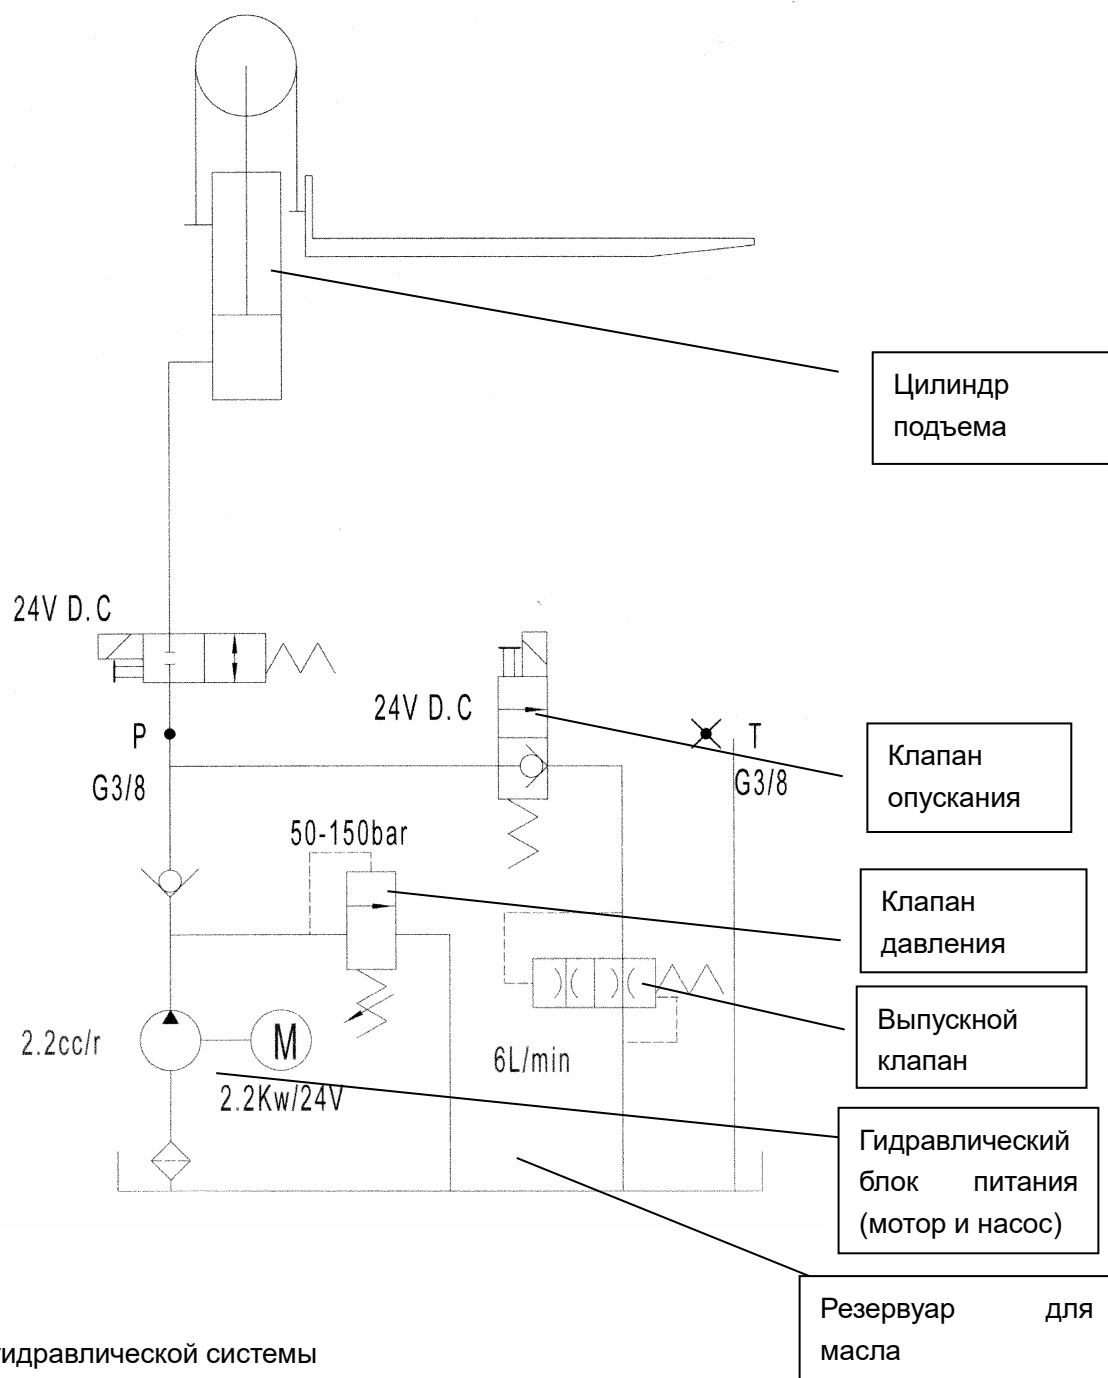 Цилиндр
подъема
24V D.C
24V D.C
P
T
G3/8
G3/8
Клапан
опускания
50-150bar
Клапан
давления
2.2cc/r
M
6L/min
Выпускной
клапан
2.2Kw/24V
Гидравлический
блок питания
(мотор и насос)
Резервуар для
масла
идравлической системы